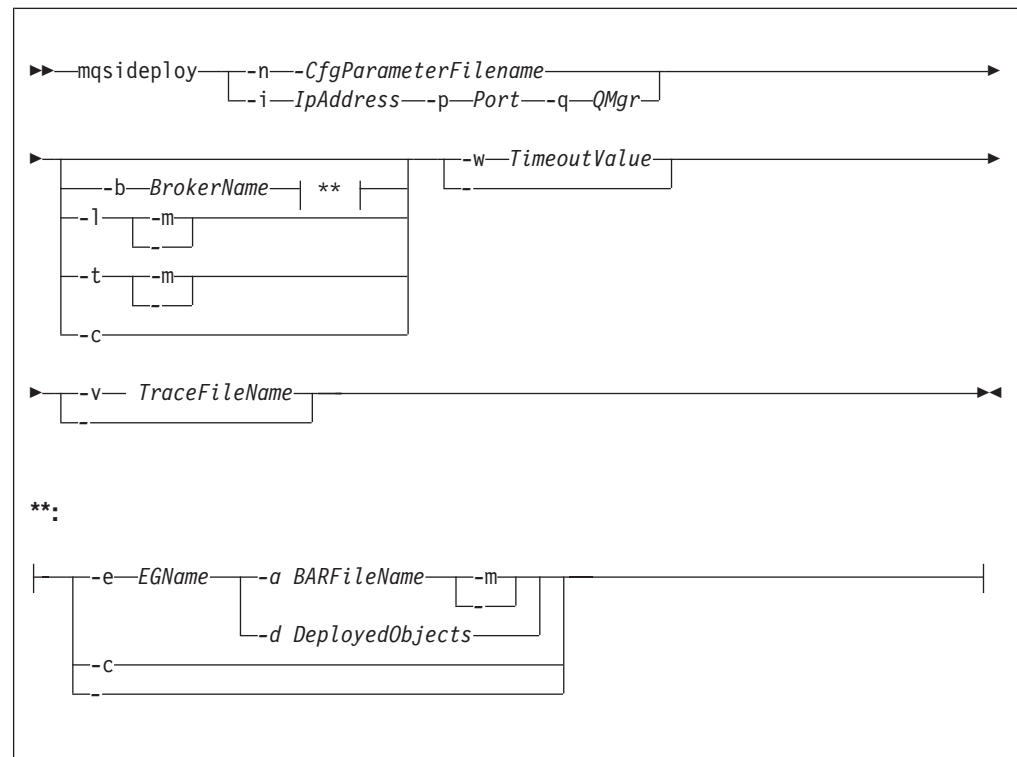 mqsideploy -n -CfgParameterFilename
-i IpAddress -p Port -q QMgr
-w TimeoutValue
-b BrokerName ** -
-l -m
-
-t -m
-
-c
-v TraceFileName
-
**:
-e EGName -a BARFileName -m
-
-d DeployedObjects
-c
-